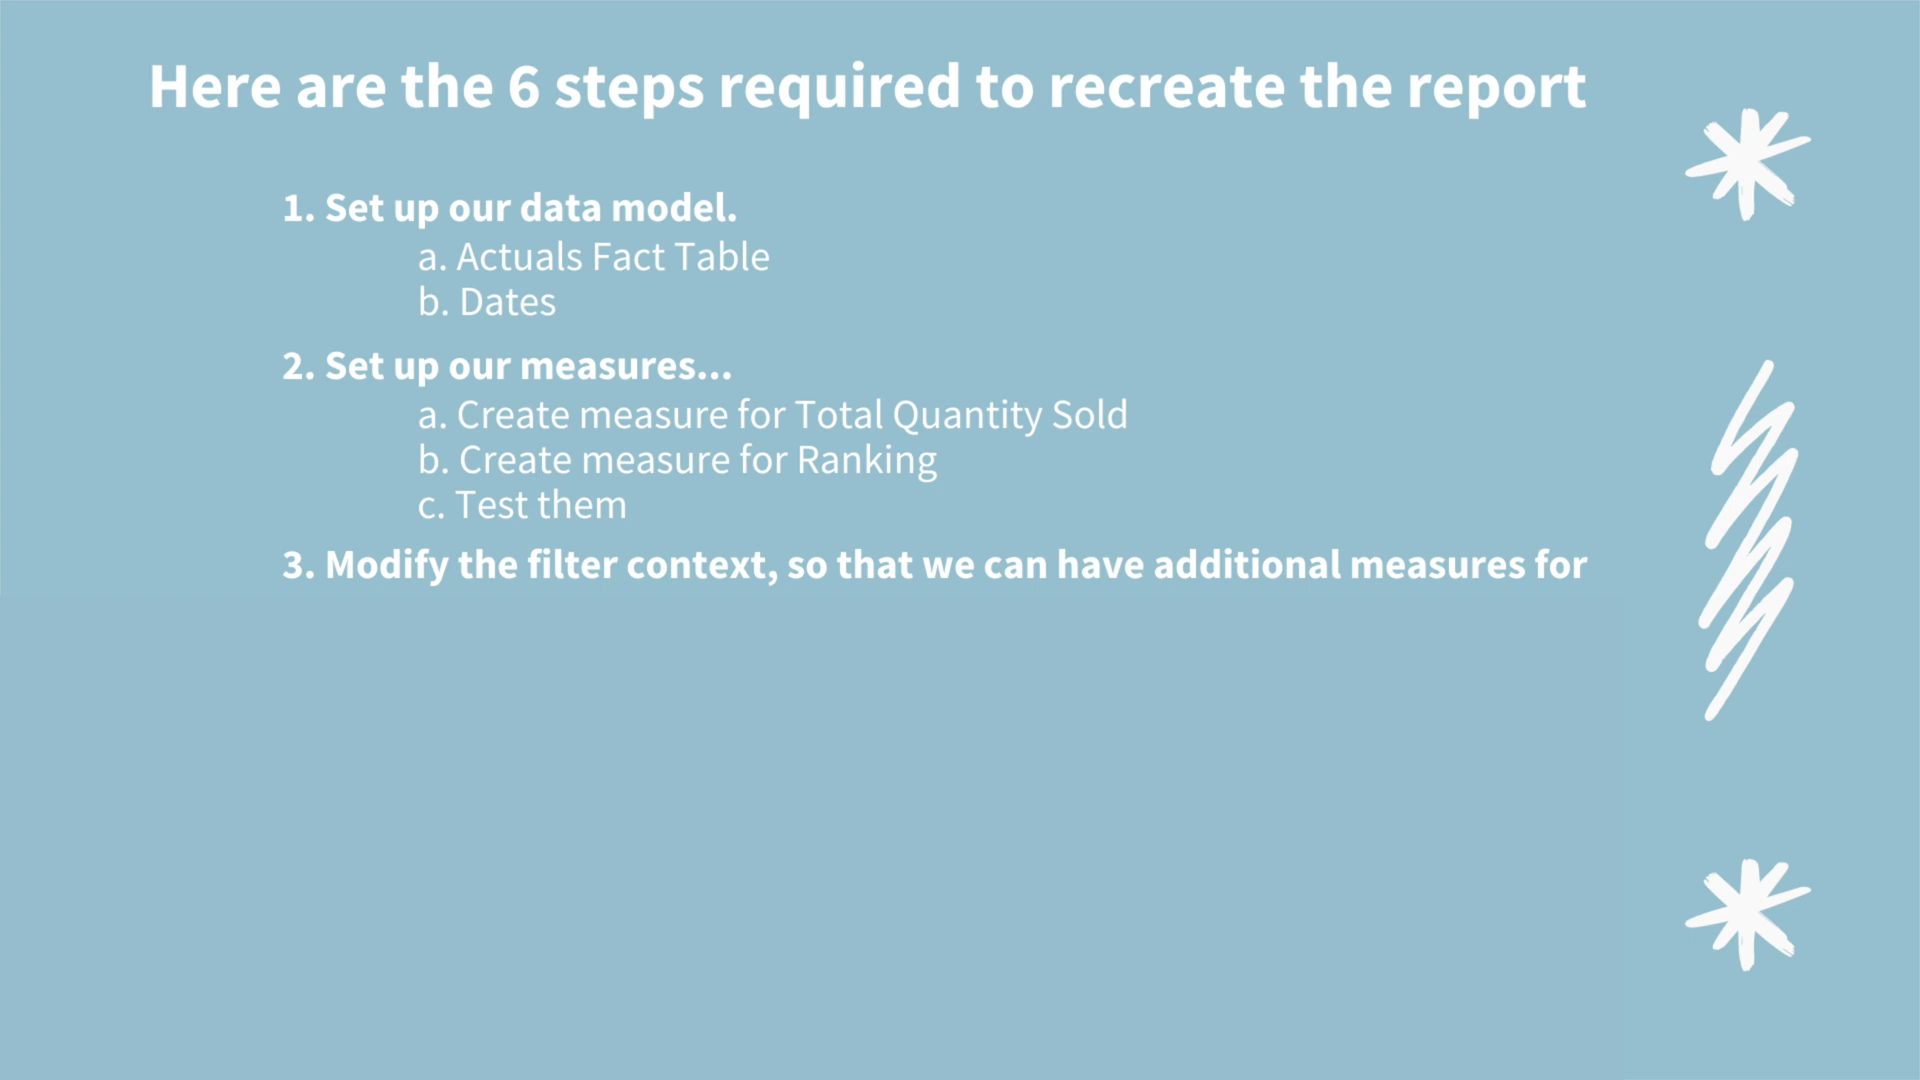 Here are the 6 steps required to recreate the report
1. Set up our data model.
a. Actuals Fact Table
b. Dates
2. Set up our measures...
a. Create measure for Total Quantity Sold
b. Create measure for Ranking
c. Test them
3. Modify the filter context, so that we can have additional measures for